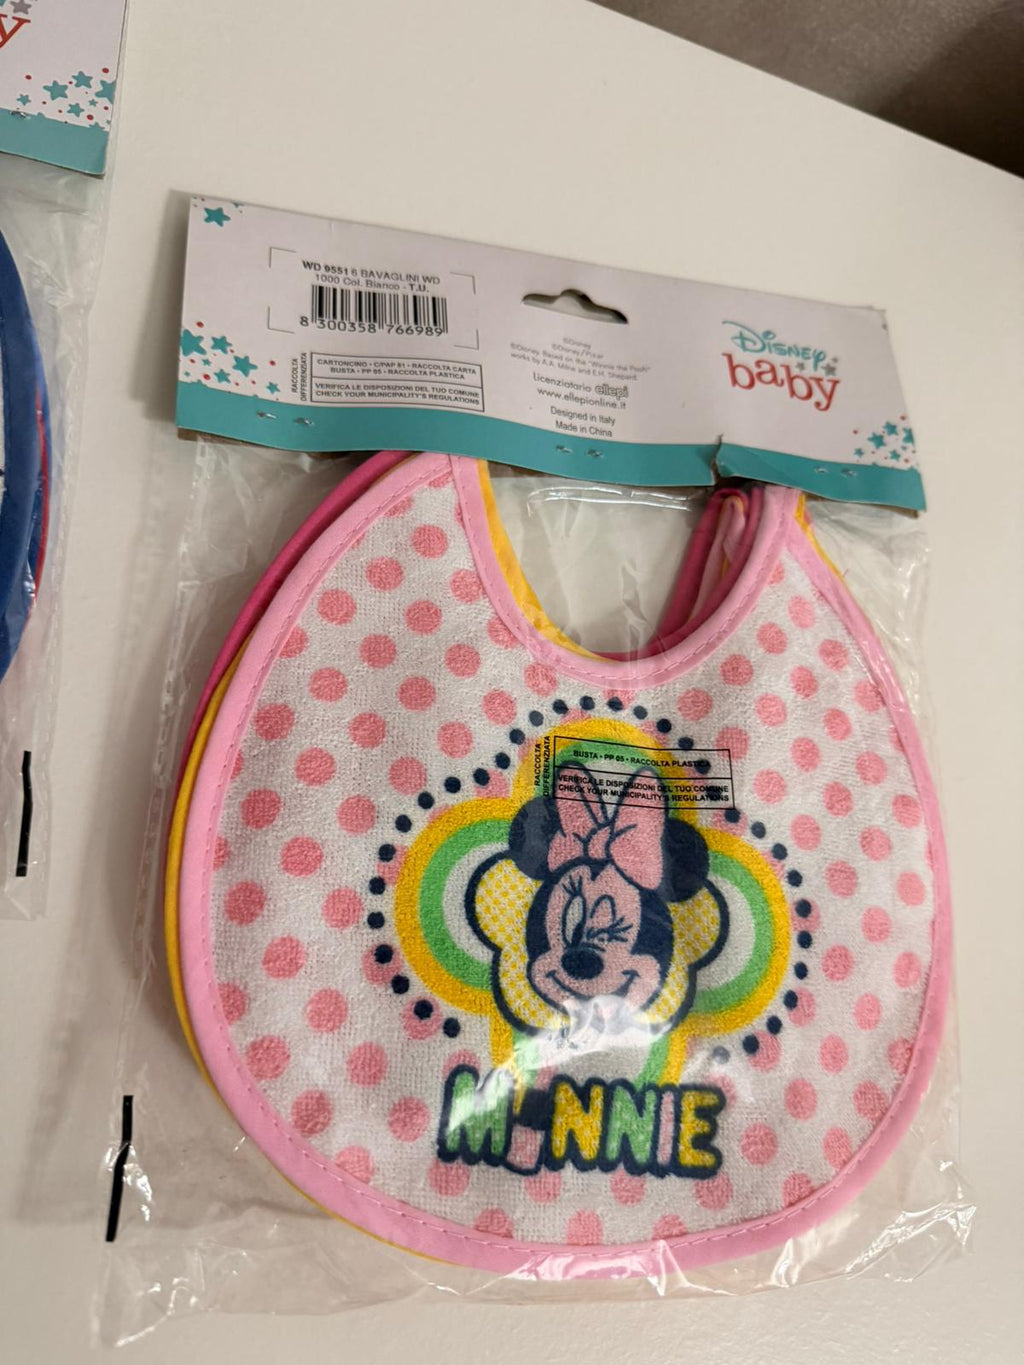 y
WD 9551 6 BAVAGLINI WD
1000 Col. Bianco - T.U.
8 300358 766989
RACCOLTA
DIFFERENZIATA
CARTONCINO • C/PAP 81 • RACCOLTA CARTA
BUSTA • PP 05 • RACCOLTA PLASTICA
VERIFICA LE DISPOSIZIONI DEL TUO COMUNE
CHECK YOUR MUNICIPALITY'S REGULATIONS
©Disney
©Disney/Pixar
©Disney. Based on the "Winnie the Pooh"
works by A.A. Milne and E.H. Shepard.
Licenziatario ellepi
www.ellepionline.it
Designed in Italy
Made in China
Disney
baby
RACCOLTA
DIFFERENZIATA
BUSTA • PP 05 • RACCOLTA PLASTICA
VERIFICA LE DISPOSIZIONI DEL TUO COMUNE
CHECK YOUR MUNICIPALITY'S REGULATIONS
MINNIE